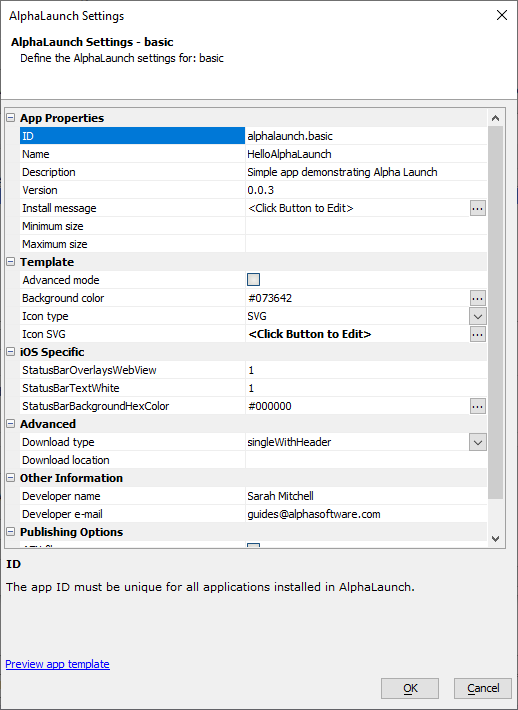 AlphaLaunch Settings
AlphaLaunch Settings - basic
Define the AlphaLaunch settings for: basic
App Properties
ID alphalaunch.basic
Name HelloAlphaLaunch
Description Simple app demonstrating Alpha Launch
Version 0.0.3
Install message <Click Button to Edit> ...
Minimum size
Maximum size
Template
Advanced mode
Background color #073642 ...
Icon type SVG
Icon SVG <Click Button to Edit> ...
iOS Specific
StatusBarOverlaysWebView 1
StatusBarTextWhite 1
StatusBarBackgroundHexColor #000000 ...
Advanced
Download type singleWithHeader
Download location
Other Information
Developer name Sarah Mitchell
Developer e-mail guides@alphasoftware.com
Publishing Options
ID
The app ID must be unique for all applications installed in AlphaLaunch.
Preview app template
OK Cancel